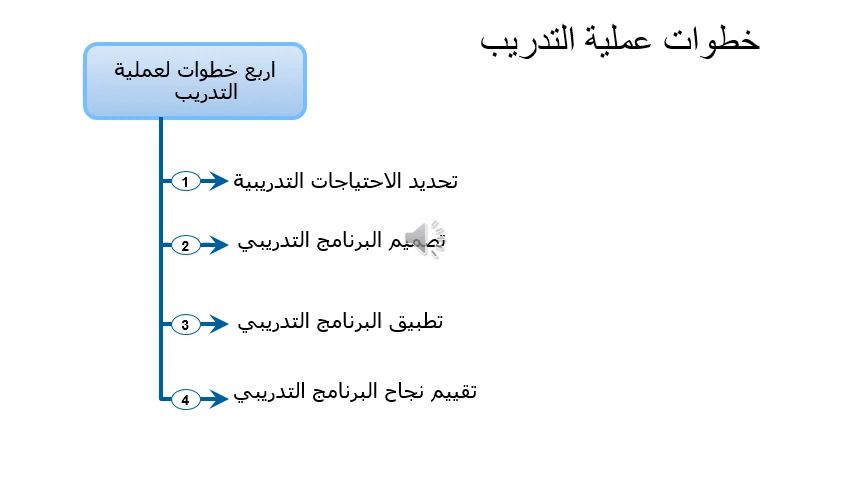 خطوات عملية التدريب
اربع خطوات لعملية
التدريب
1 تحديد الاحتياجات التدريبية
2 تصميم البرنامج التدريبي
3 تطبيق البرنامج التدريبي
4 تقييم نجاح البرنامج التدريبي